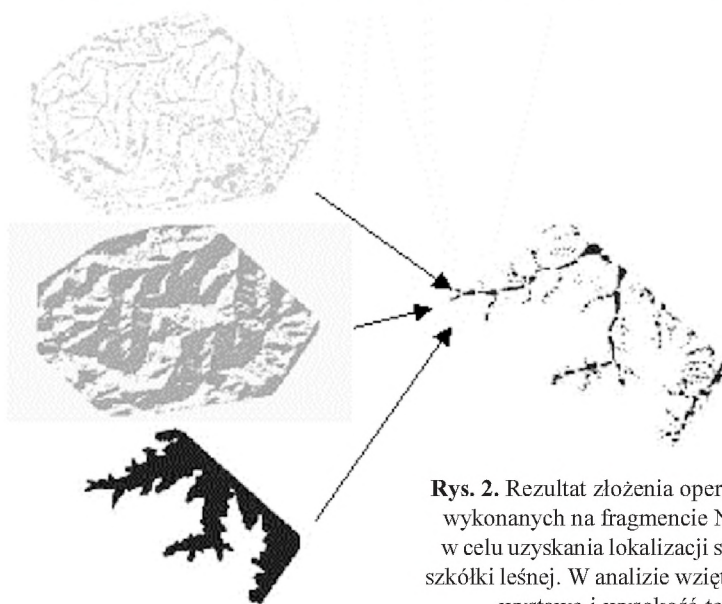 Rys. 2. Rezultat złożenia oper
wykonanych na fragmencie N
w celu uzyskania lokalizacji s
szkółki leśnej. W analizie wzięt